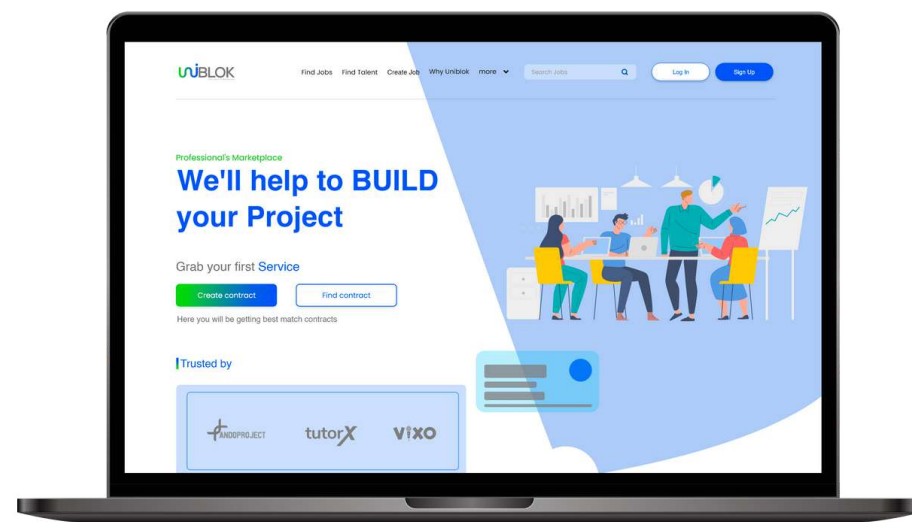 UNiBLOK
Find Jobs Find Talent Create Job Why Uniblok more Search Jobs Log In Sign Up
Professional's Marketplace
We'll help to BUILD
your Project
Grab your first Service
Create contract Find contract
Here you will be getting best match contracts
Trusted by
ANDOPROJECT tutorX VIXO